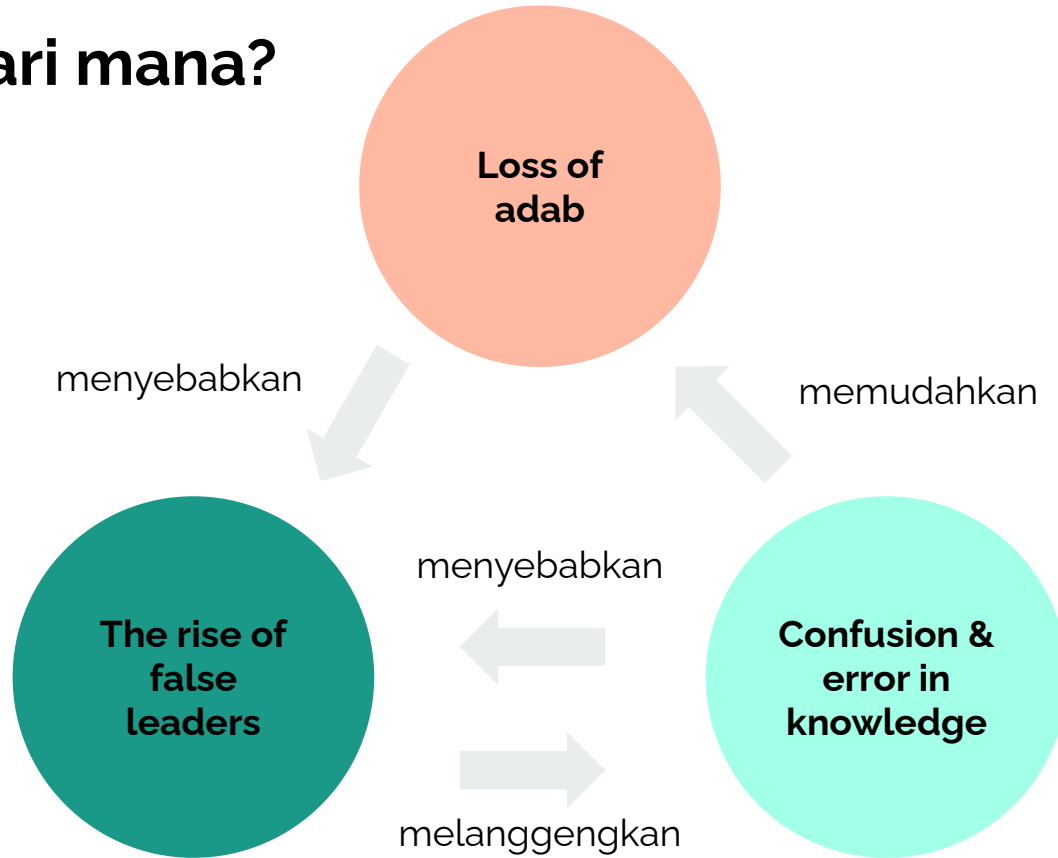 ari mana?
Loss of
adab
menyebabkan
memudahkan
menyebabkan
The rise of
false
leaders
Confusion &
error in
knowledge
melanggengkan